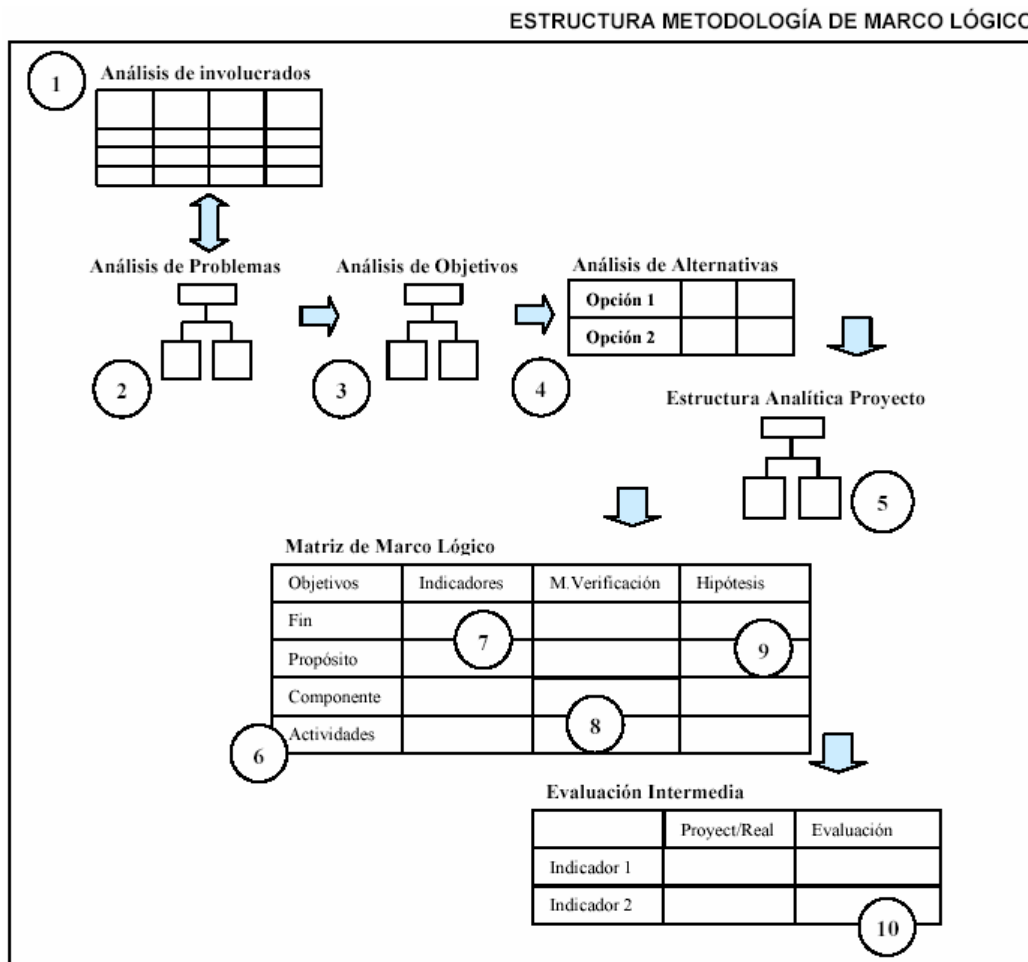 ESTRUCTURA METODOLOGÍA DE MARCO LÓGICO
1
Análisis de involucrados
Análisis de Problemas
Análisis de Objetivos
Análisis de Alternativas
Opción 1
Opción 2
2
3
4
Estructura Analítica Proyecto
5
Matriz de Marco Lógico
Objetivos Indicadores M.Verificación Hipótesis
Fin
7
9
Propósito
Componente
8
Actividades
6
Evaluación Intermedia
Proyect/Real Evaluación
Indicador 1
Indicador 2
10